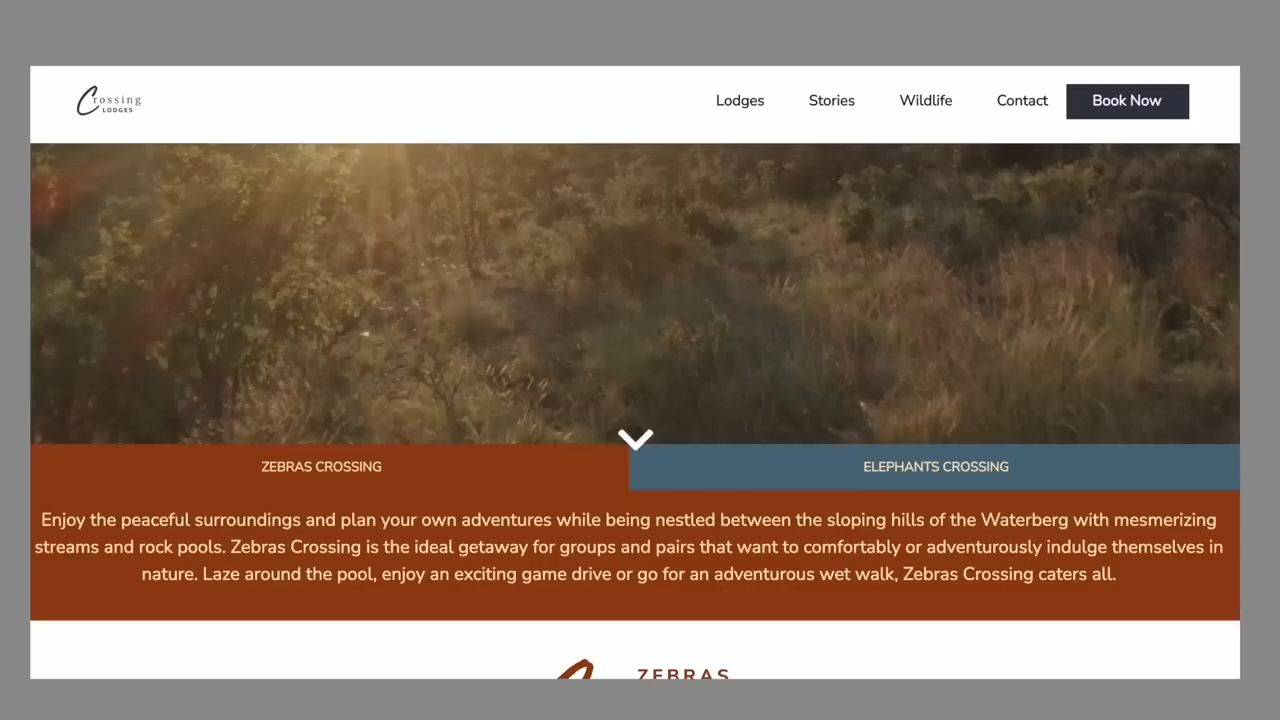 Crossing
LODGES
Lodges Stories Wildlife Contact Book Now
ZEBRAS CROSSING ELEPHANTS CROSSING
Enjoy the peaceful surroundings and plan your own adventures while being nestled between the sloping hills of the Waterberg with mesmerizing
streams and rock pools. Zebras Crossing is the ideal getaway for groups and pairs that want to comfortably or adventurously indulge themselves in
nature. Laze around the pool, enjoy an exciting game drive or go for an adventurous wet walk, Zebras Crossing caters all.
ZEBRAS